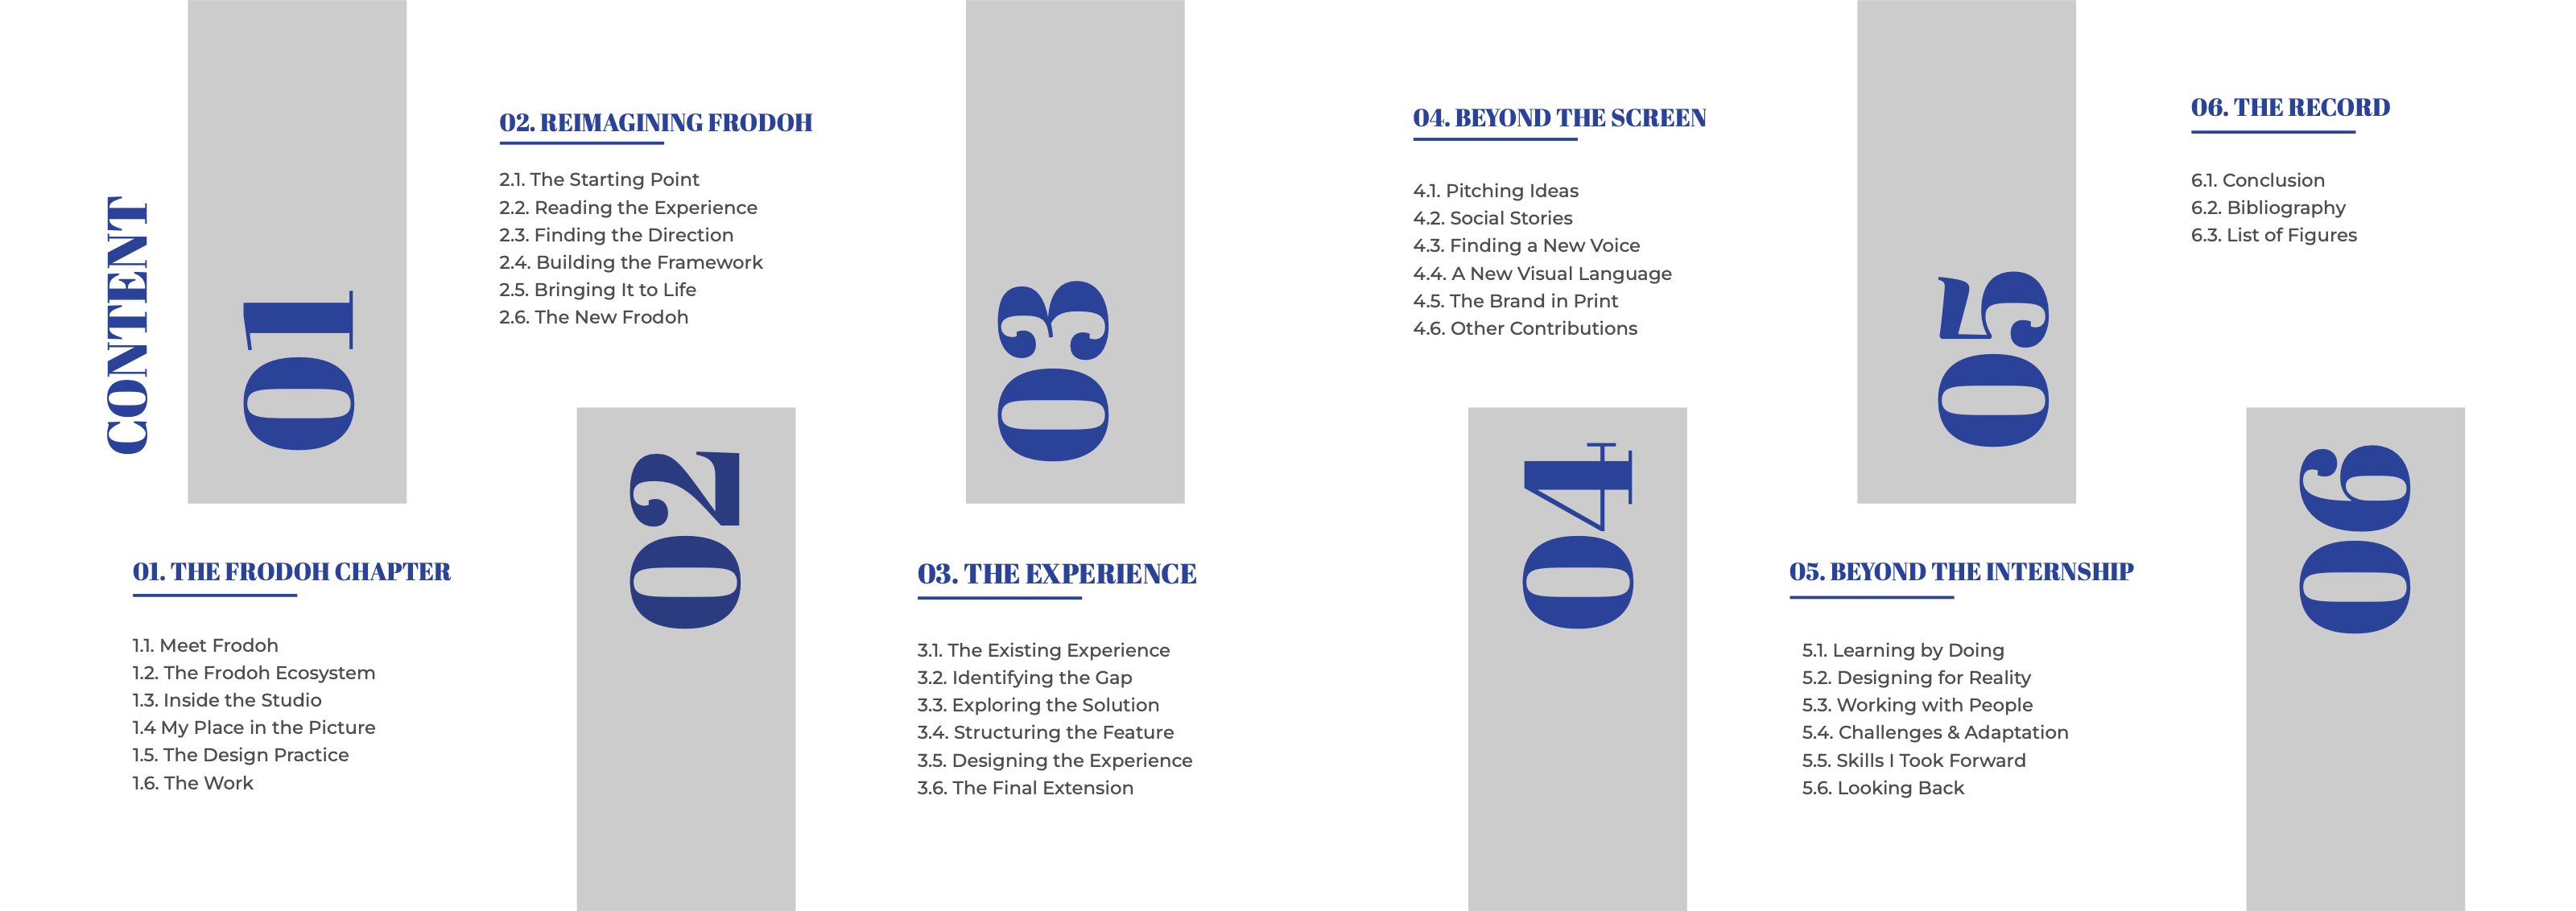 CONTENT
01
01. THE FRODOH CHAPTER
1.1. Meet Frodoh
1.2. The Frodoh Ecosystem
1.3. Inside the Studio
1.4 My Place in the Picture
1.5. The Design Practice
1.6. The Work
02. REIMAGINING FRODOH
2.1. The Starting Point
2.2. Reading the Experience
2.3. Finding the Direction
2.4. Building the Framework
2.5. Bringing It to Life
2.6. The New Frodoh
02
03
03. THE EXPERIENCE
3.1. The Existing Experience
3.2. Identifying the Gap
3.3. Exploring the Solution
3.4. Structuring the Feature
3.5. Designing the Experience
3.6. The Final Extension
04. BEYOND THE SCREEN
4.1. Pitching Ideas
4.2. Social Stories
4.3. Finding a New Voice
4.4. A New Visual Language
4.5. The Brand in Print
4.6. Other Contributions
04
05
05. BEYOND THE INTERNSHIP
5.1. Learning by Doing
5.2. Designing for Reality
5.3. Working with People
5.4. Challenges & Adaptation
5.5. Skills I Took Forward
5.6. Looking Back
06. THE RECORD
6.1. Conclusion
6.2. Bibliography
6.3. List of Figures
06